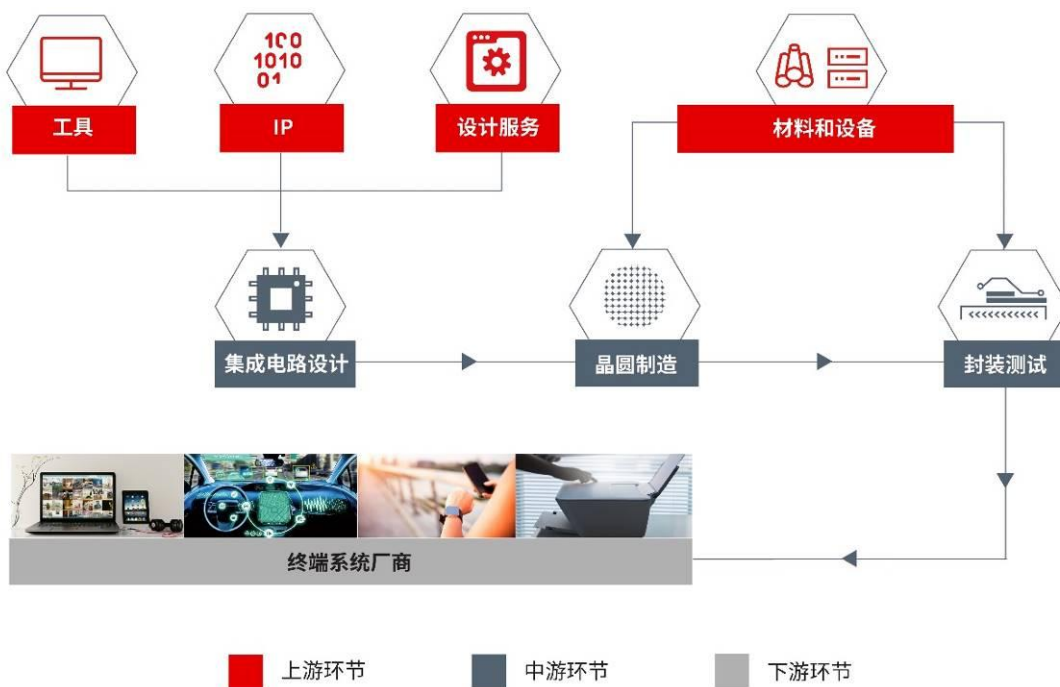 100
1010
01
工具
IP
设计服务
材料和设备
集成电路设计
晶圆制造
封装测试
终端系统厂商
上游环节
中游环节
下游环节